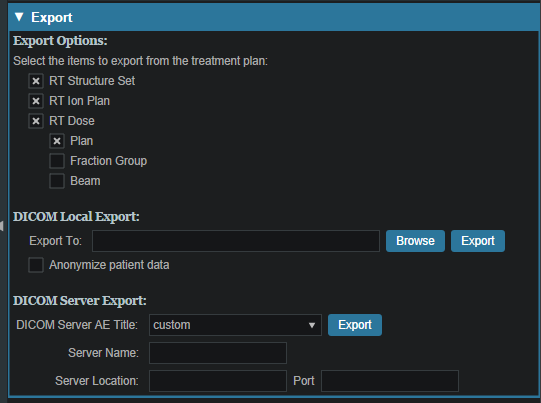 Export
Export Options:
Select the items to export from the treatment plan:
RT Structure Set
RT Ion Plan
RT Dose
Plan
Fraction Group
Beam
DICOM Local Export:
Export To: Browse Export
Anonymize patient data
DICOM Server Export:
DICOM Server AE Title: custom Export
Server Name:
Server Location: Port